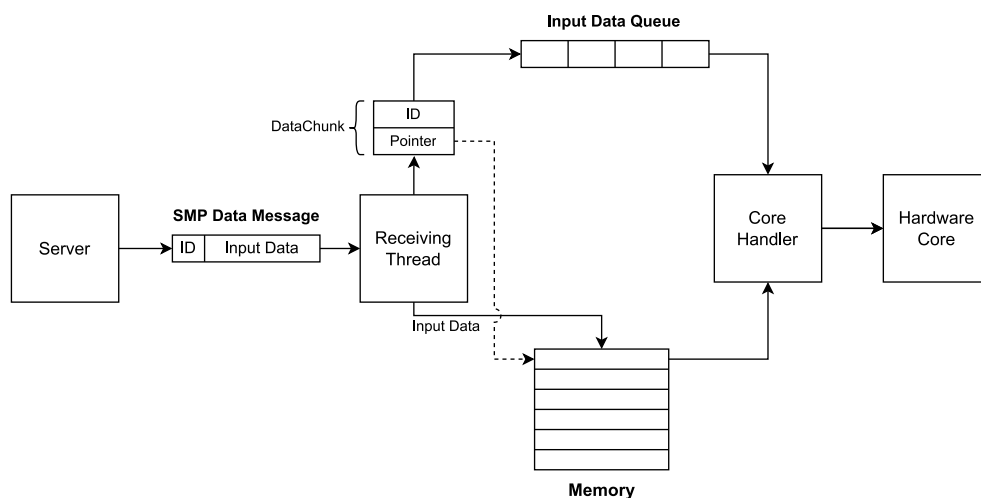 Input Data Queue
DataChunk
ID
Pointer
SMP Data Message
Server
ID
Input Data
Receiving
Thread
Core
Handler
Hardware
Core
Input Data
Memory